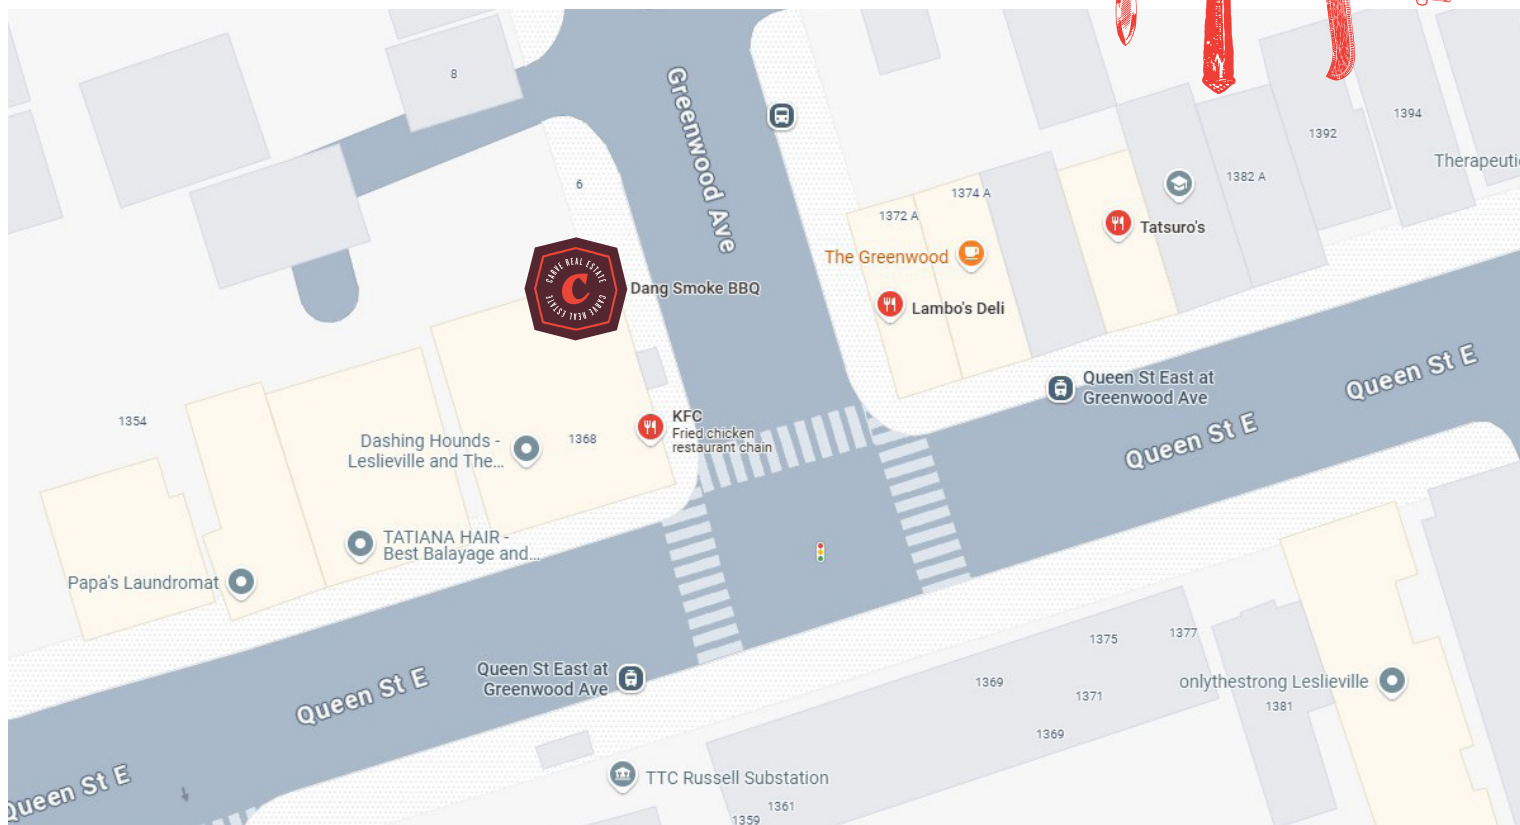 8
Greenwood Ave
6
1392
1394
Therapeuti
1382 A
1374 A
1372 A
Tatsuro's
The Greenwood
Lambo's Deli
CARVE REAL ESTATE
C
CARVE REAL ESTATE
Dang Smoke BBQ
Queen St East at
Greenwood Ave
Queen St E
Queen St E
1354
KFC
Fried chicken
restaurant chain
1368
Dashing Hounds -
Leslieville and The...
TATIANA HAIR -
Best Balayage and...
Papa's Laundromat
Queen St East at
Greenwood Ave
Queen St E
Queen St E
1375
1377
1369
1371
1369
onlythestrong Leslieville
1381
TTC Russell Substation
1361
1359